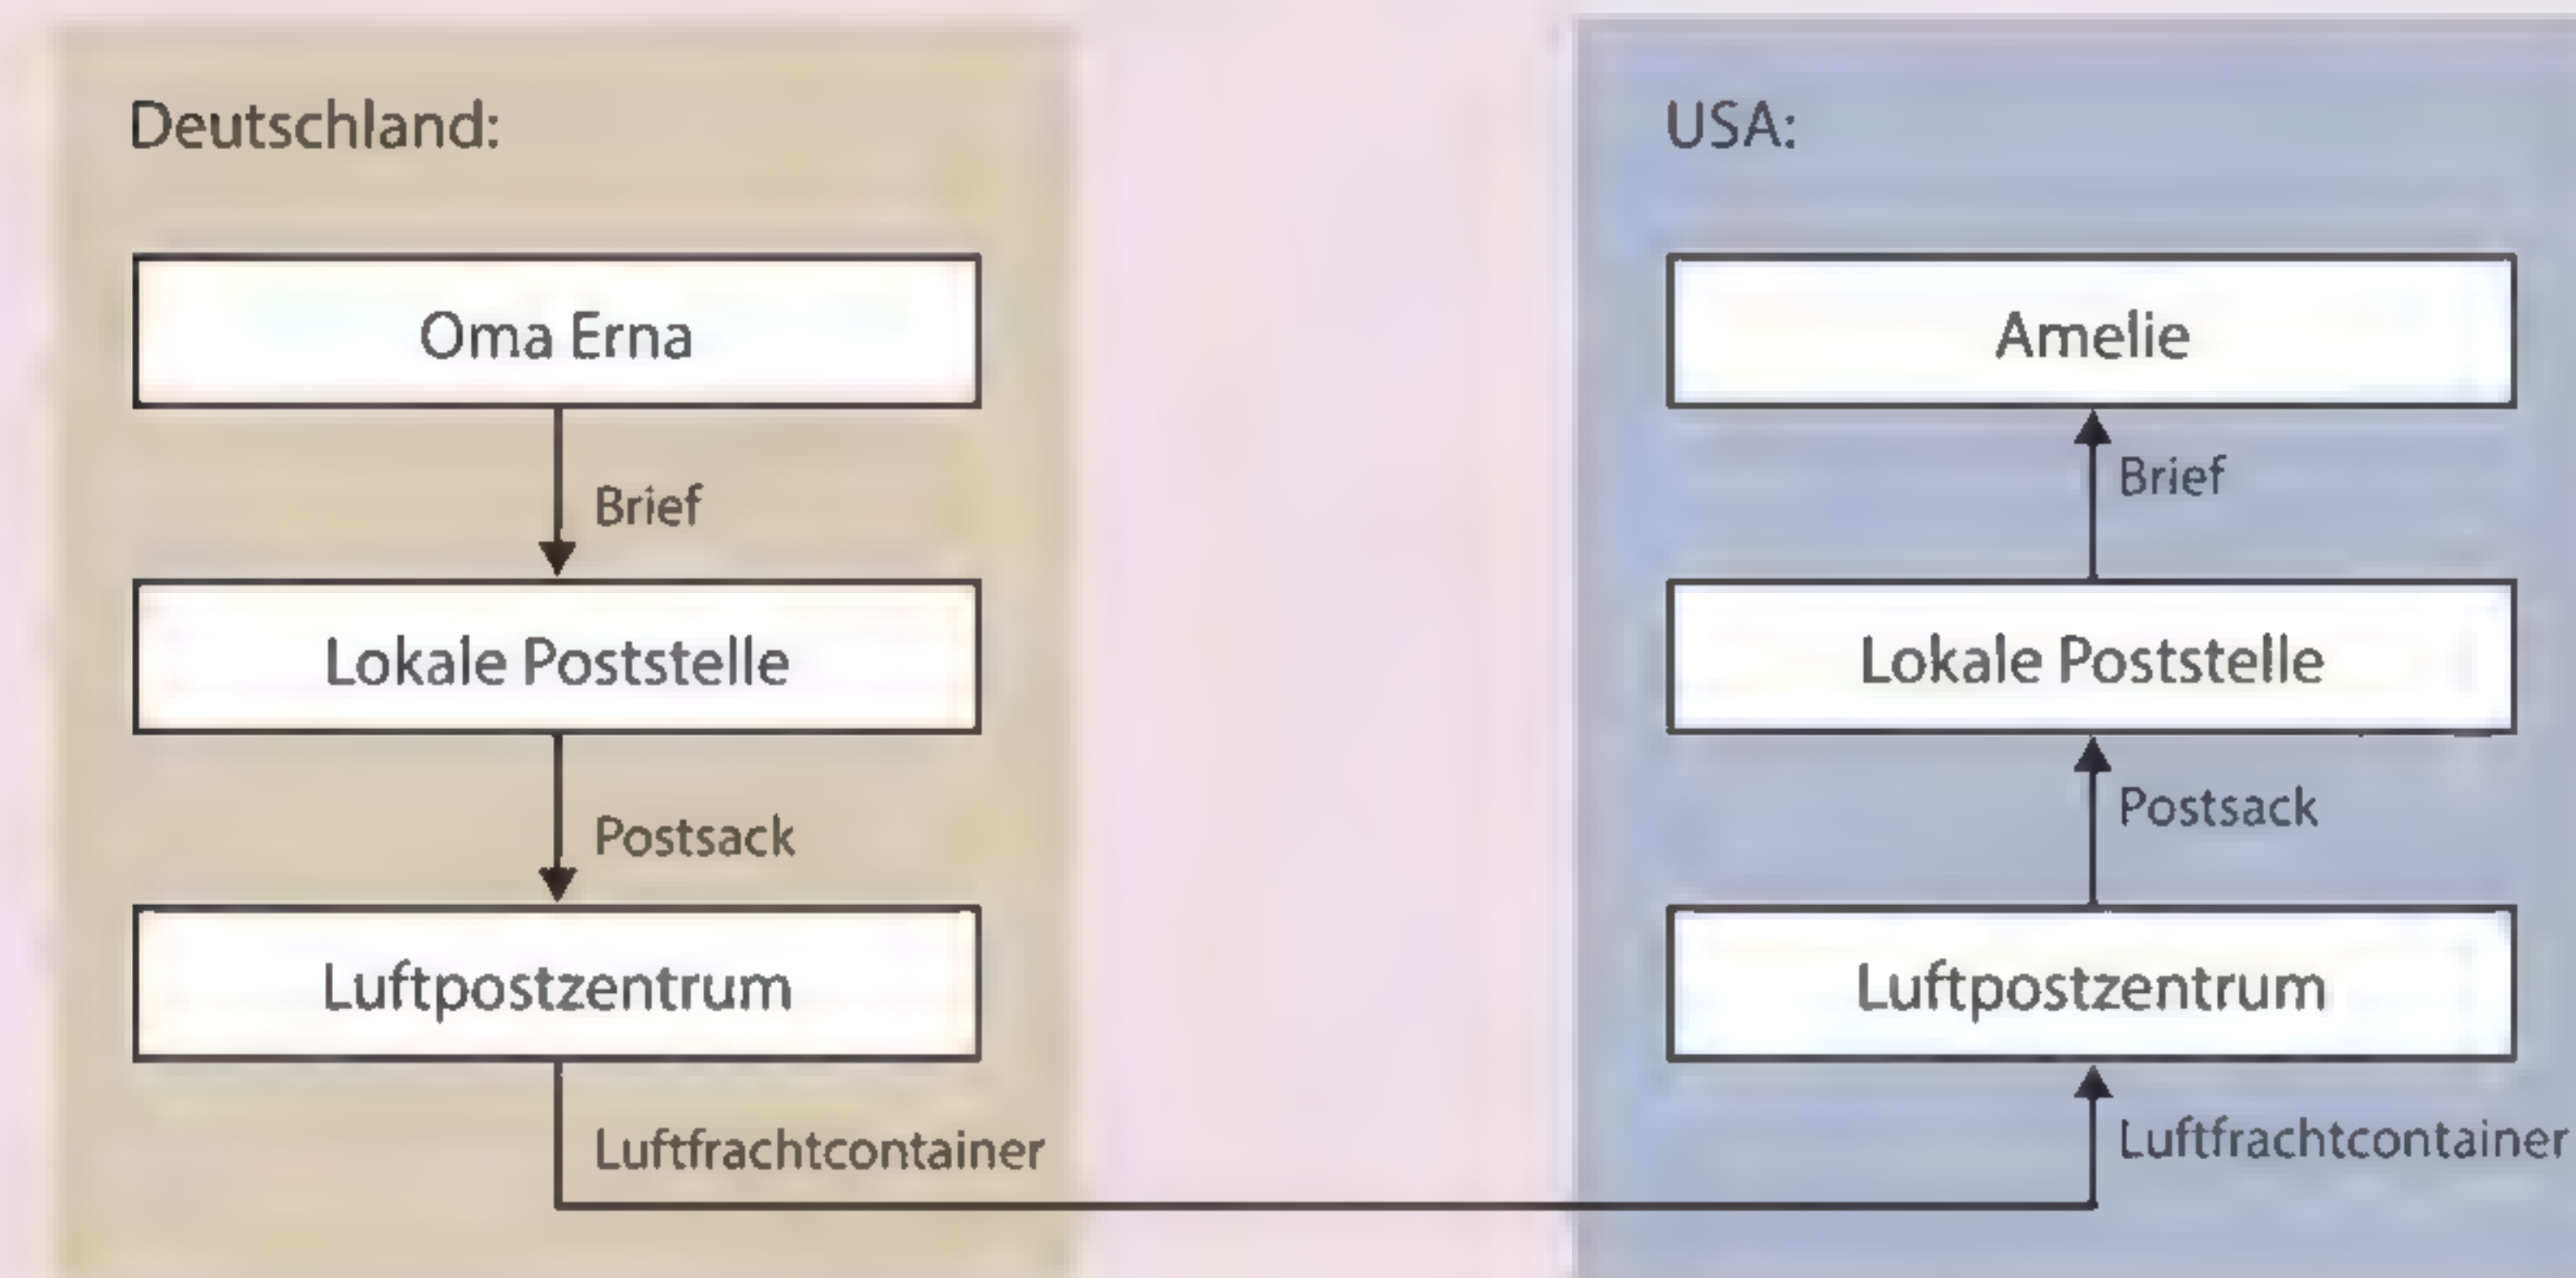 Deutschland:
Oma Erna
Brief
Lokale Poststelle
Postsack
Luftpostzentrum
Luftfrachtcontainer
USA:
Amelie
Brief
Lokale Poststelle
Postsack
Luftpostzentrum
Luftfrachtcontainer